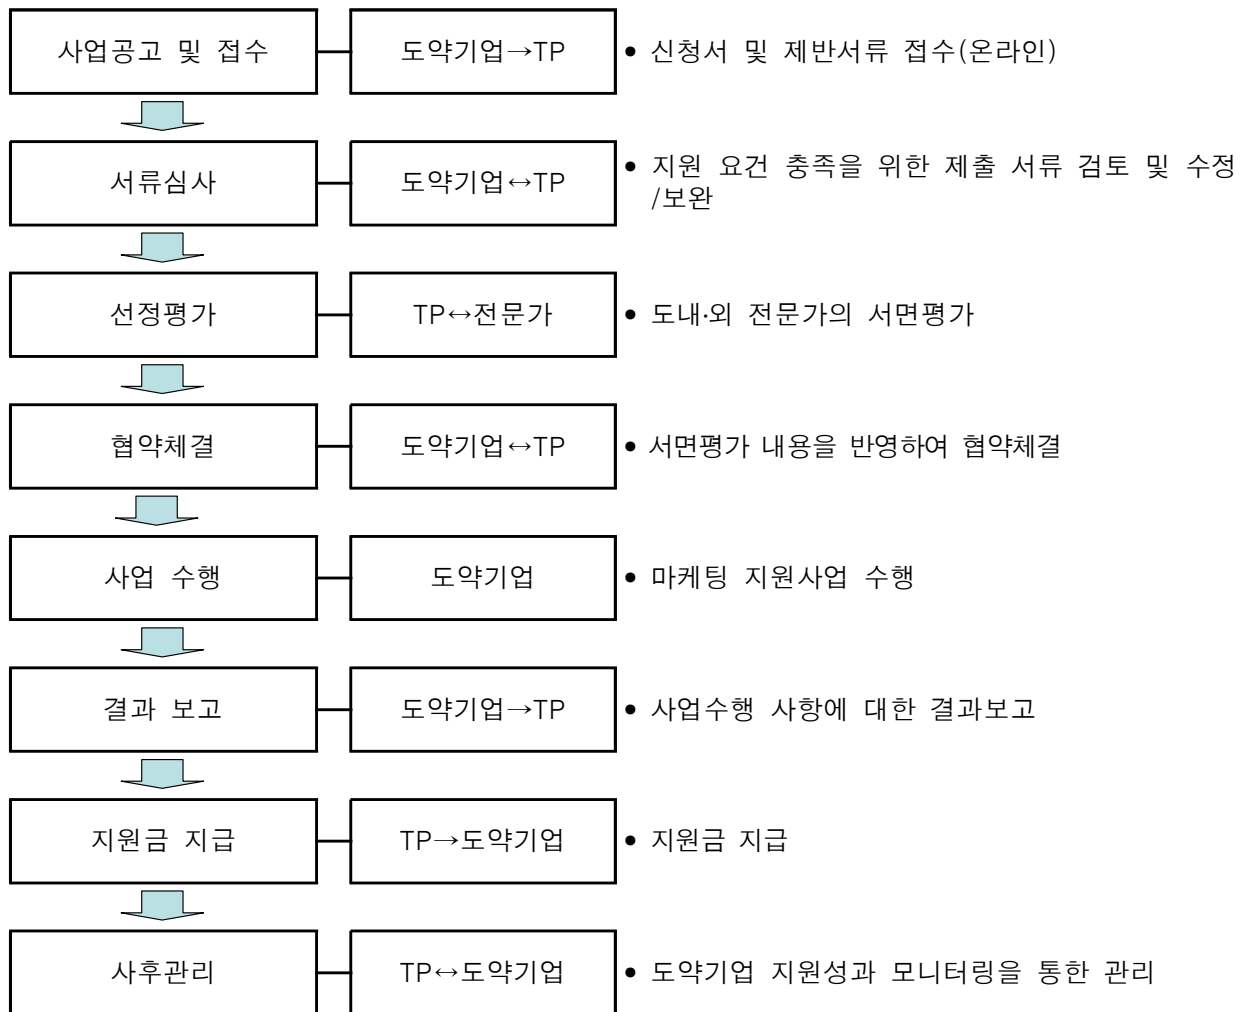 사업공고 및 접수 도약기업→TP • 신청서 및 제반서류 접수(온라인)
서류심사 도약기업↔TP • 지원 요건 충족을 위한 제출 서류 검토 및 수정
/보완
선정평가 TP↔전문가 • 도내·외 전문가의 서면평가
협약체결 도약기업↔TP • 서면평가 내용을 반영하여 협약체결
사업 수행 도약기업 • 마케팅 지원사업 수행
결과 보고 도약기업→TP • 사업수행 사항에 대한 결과보고
지원금 지급 TP→도약기업 • 지원금 지급
사후관리 TP↔도약기업 • 도약기업 지원성과 모니터링을 통한 관리